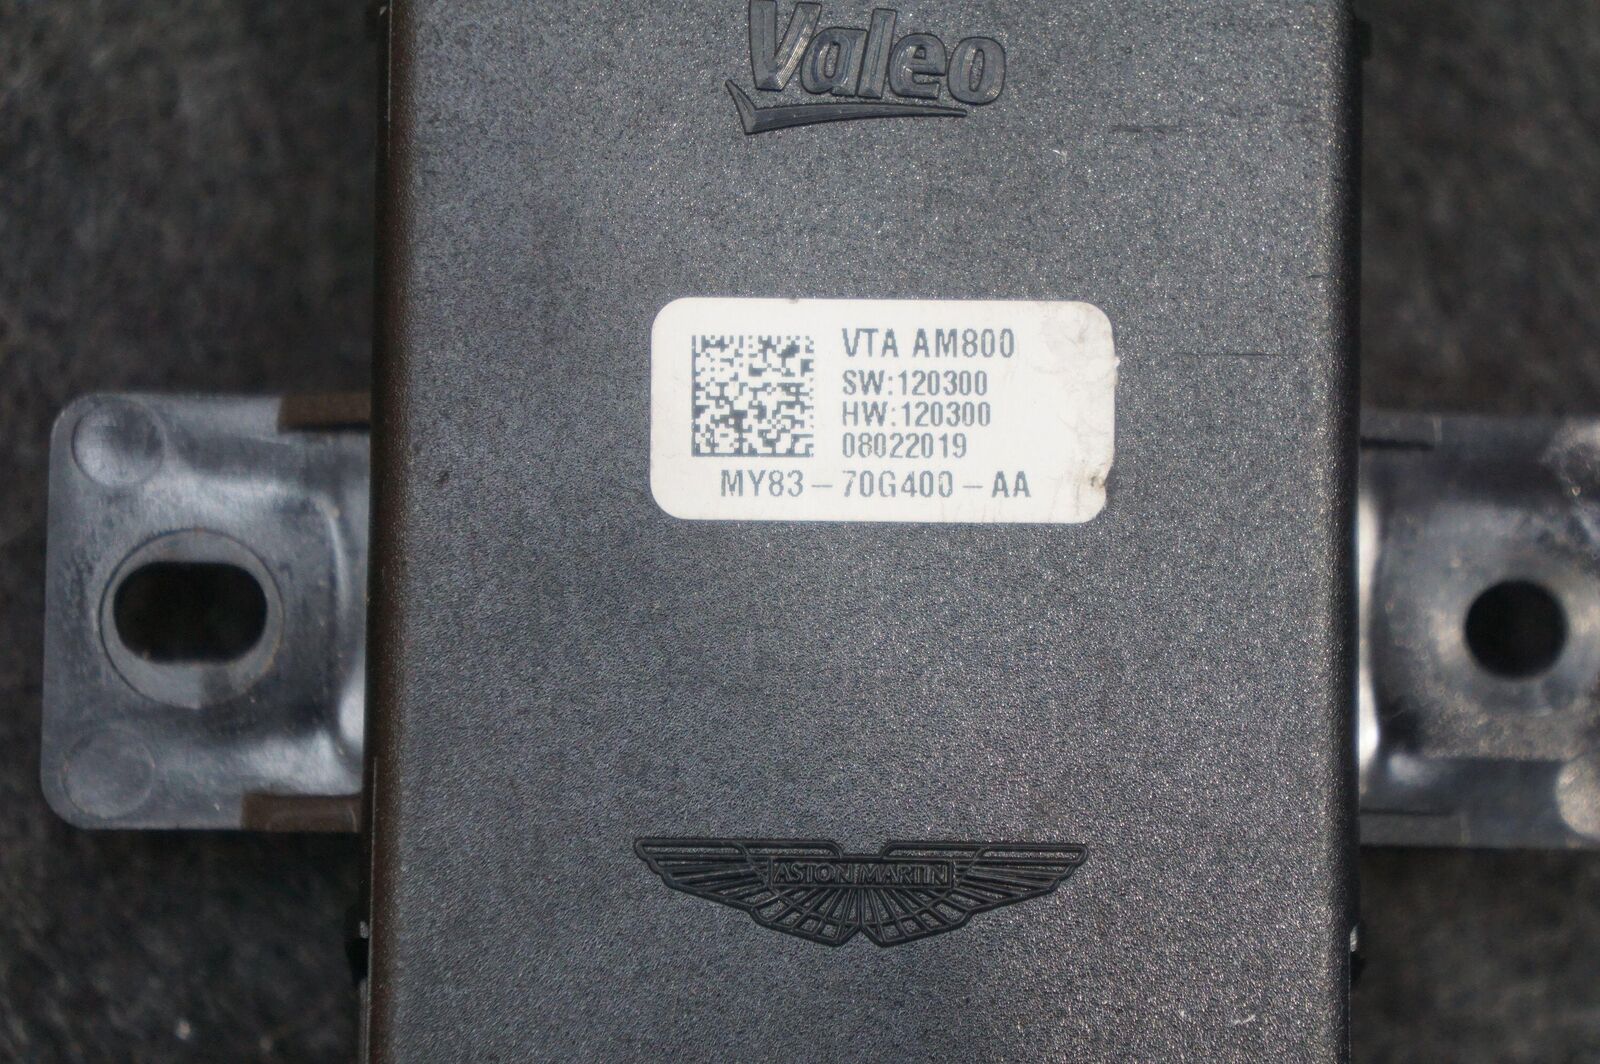 Valeo
VTA AM800
SW:120300
HW:120300
08022019
MY83-70G400-AA
ASTON MARTIN